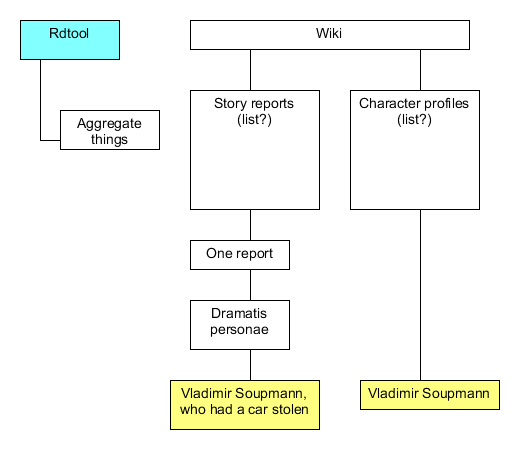 Rdtool
Wiki
Aggregate
things
Story reports
(list?)
Character profiles
(list?)
One report
Dramatis
personae
Vladimir Soupmann,
who had a car stolen
Vladimir Soupmann